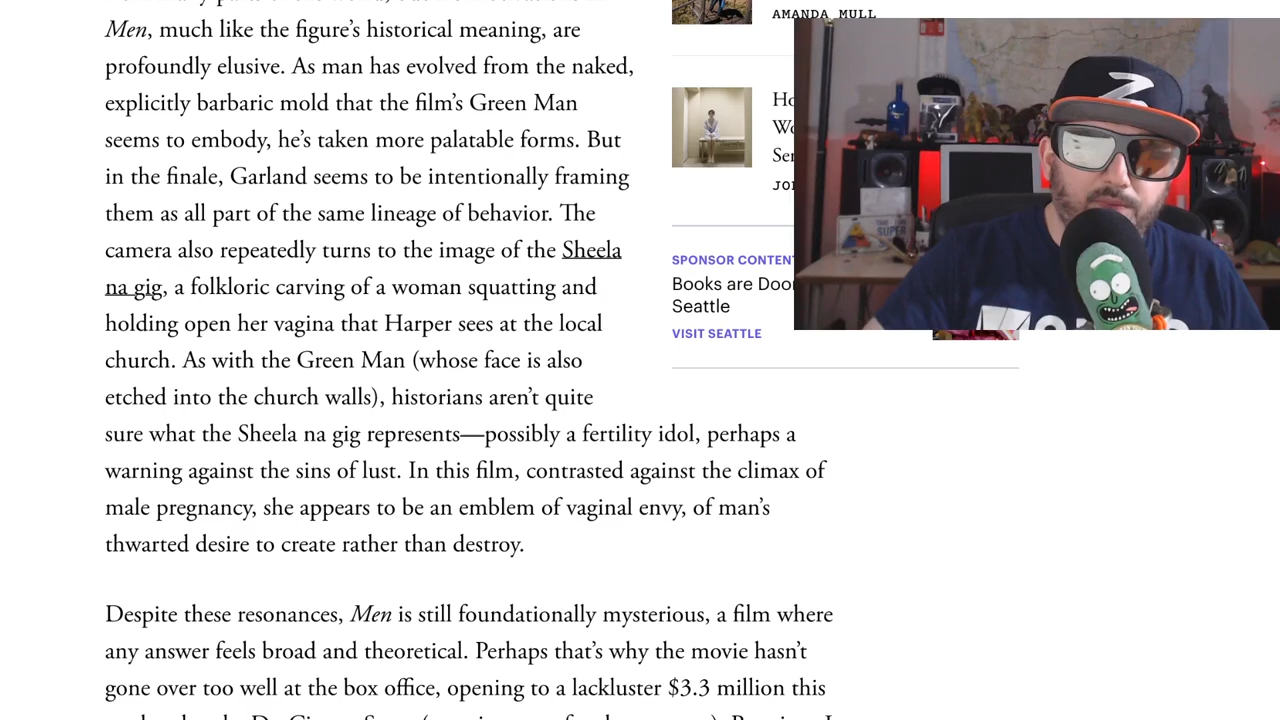 Men, much like the figure’s historical meaning, are
profoundly elusive. As man has evolved from the naked,
explicitly barbaric mold that the film’s Green Man
seems to embody, he’s taken more palatable forms. But
in the finale, Garland seems to be intentionally framing
them as all part of the same lineage of behavior. The
camera also repeatedly turns to the image of the Sheela
na gig, a folkloric carving of a woman squatting and
holding open her vagina that Harper sees at the local
church. As with the Green Man (whose face is also
etched into the church walls), historians aren’t quite
sure what the Sheela na gig represents—possibly a fertility idol, perhaps a
warning against the sins of lust. In this film, contrasted against the climax of
male pregnancy, she appears to be an emblem of vaginal envy, of man’s
thwarted desire to create rather than destroy.
Despite these resonances, Men is still foundationally mysterious, a film where
any answer feels broad and theoretical. Perhaps that’s why the movie hasn’t
gone over too well at the box office, opening to a lackluster $3.3 million this
AMANDA MULL
SPONSOR CONTENT
Books are Door
Seattle
VISIT SEATTLE
SUPER